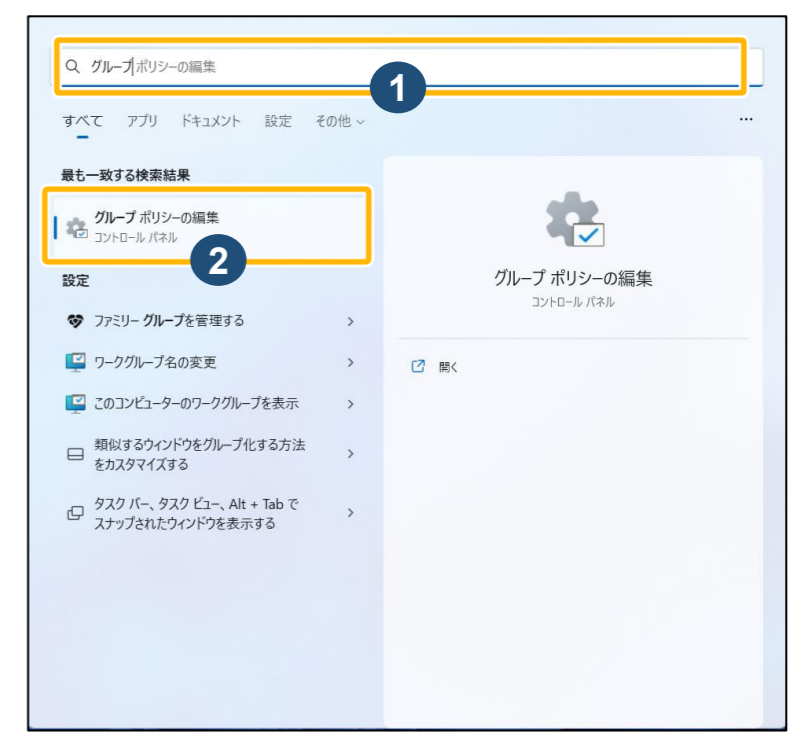 グループポリシーの編集
1
すべて アプリ ドキュメント 設定 その他 ...
最も一致する検索結果
グループ ポリシーの編集
コントロール パネル
2
設定
ファミリー グループを管理する
ワークグループ名の変更
このコンピューターのワークグループを表示
類似するウィンドウをグループ化する方法
をカスタマイズする
タスク バー、タスク ビュー、Alt + Tab で
スナップされたウィンドウを表示する
グループ ポリシーの編集
コントロール パネル
開く